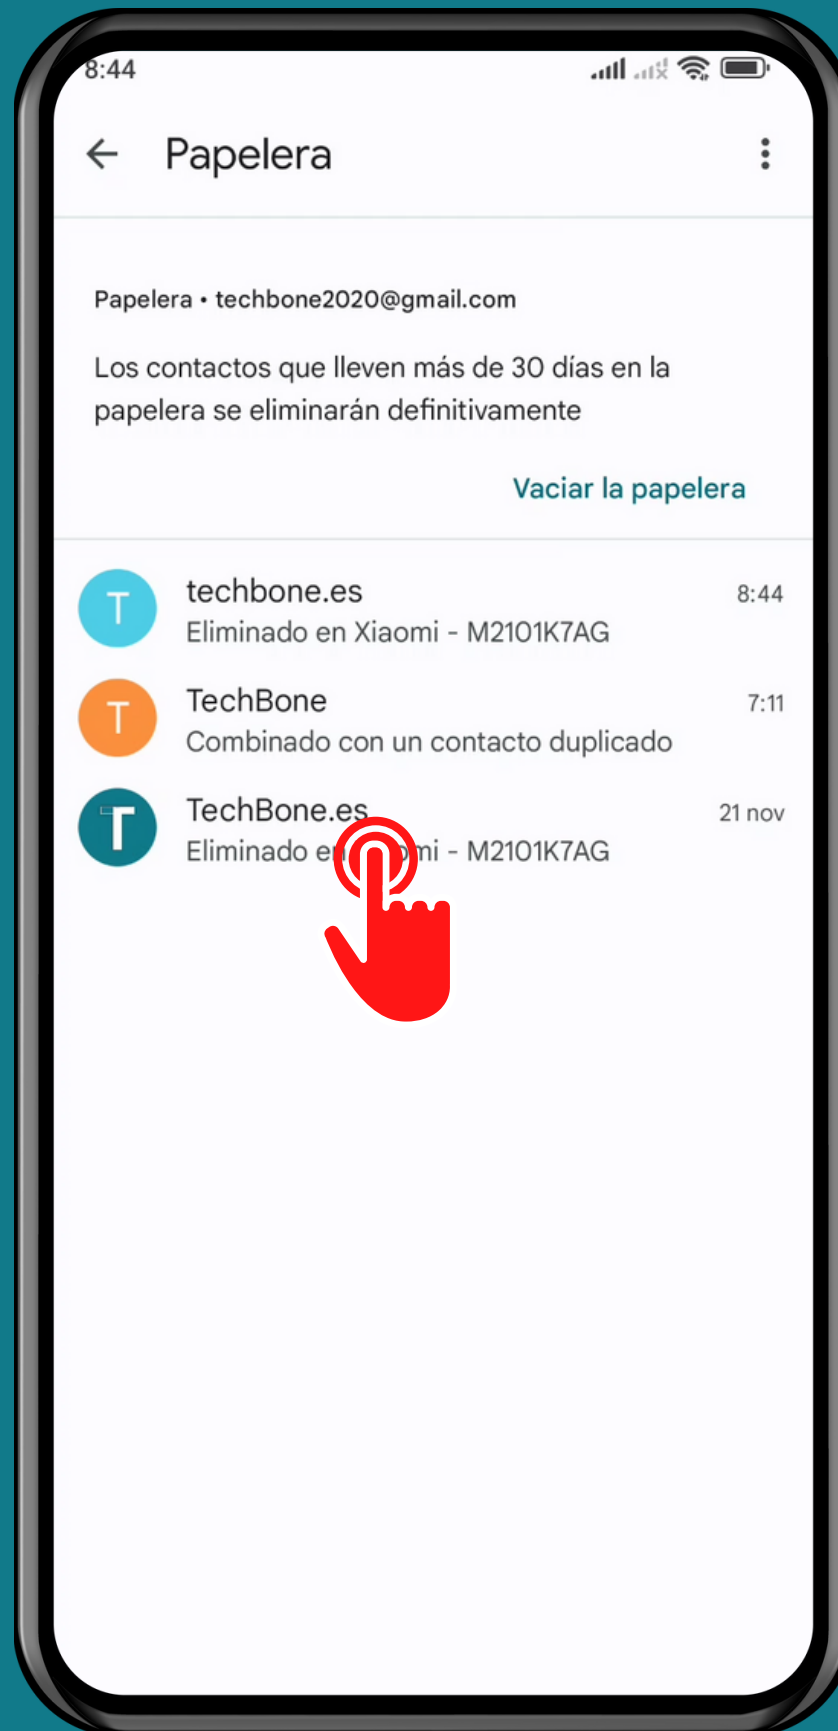 8:44
Papelera
Papelera • techbone2020@gmail.com
Los contactos que lleven más de 30 días en la
papelera se eliminarán definitivamente
Vaciar la papelera
T
techbone.es
8:44
Eliminado en Xiaomi - M2101K7AG
T
TechBone
7:11
Combinado con un contacto duplicado
T
TechBone.es
21 nov
Eliminado mi - M2101K7AG